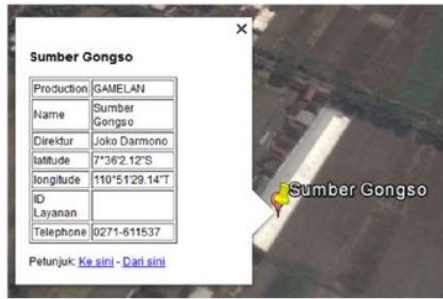 Sumber Gongso
Production GAMELAN
Name Sumber
Gongso
Direktur Joko Darmono
latitude 7°36'2.12"S
longitude 110°51'29.14"T
ID
Layanan
Telephone 0271-611537
Petunjuk: Ke sini - Dari sini
Sumber Gongso